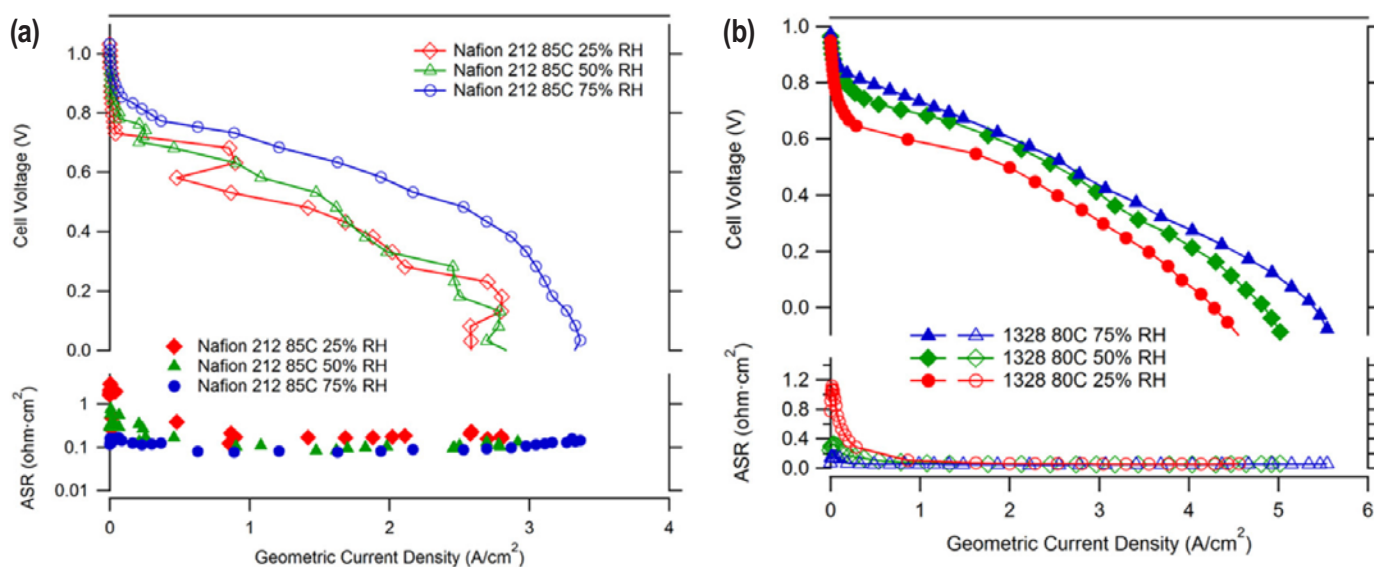 (a)
Nafion 212 85C 25% RH
Nafion 212 85C 50% RH
Nafion 212 85C 75% RH
1.0
0.8
0.6
0.4
0.2
0.0
Cell Voltage (V)
Nafion 212 85C 25% RH
Nafion 212 85C 50% RH
Nafion 212 85C 75% RH
1
0.1
0.01
ASR (ohm·cm²)
0 1 2 3 4
Geometric Current Density (A/cm²)
(b)
1.0
0.8
0.6
0.4
0.2
0.0
Cell Voltage (V)
1328 80C 75% RH
1328 80C 50% RH
1328 80C 25% RH
1.2
0.8
0.4
0.0
ASR (ohm·cm²)
0 1 2 3 4 5 6
Geometric Current Density (A/cm²)